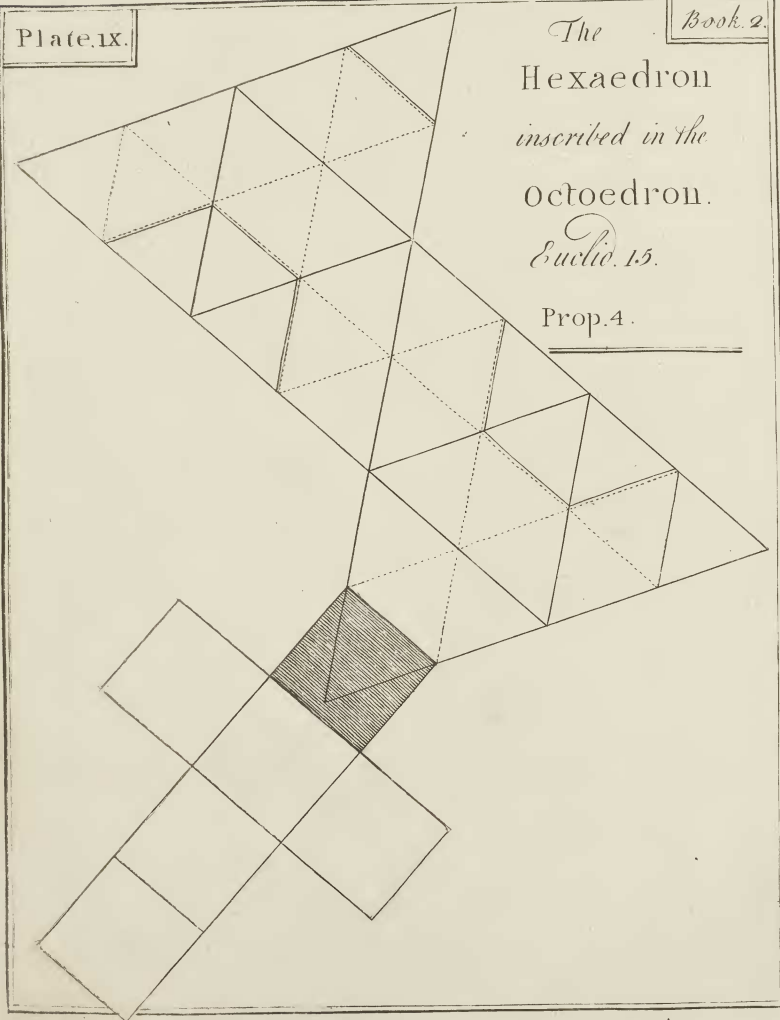 Plate.IX.
Book.2.
The
Hexaedron
inscribed in the
Octoedron.
Euclid. 15.
Prop.4.